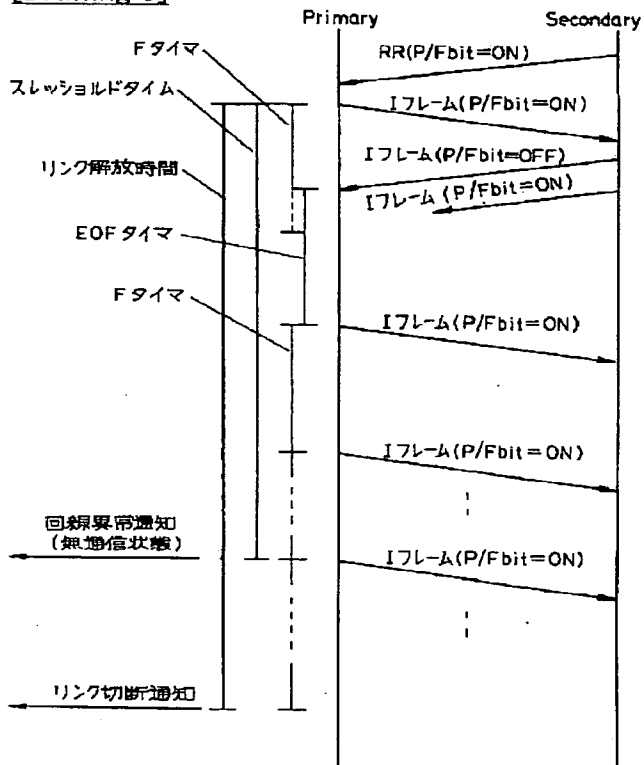 Primary
Secondary
Fタイマ
RR(P/Fbit=ON)
スレッショルドタイム
Iフレーム(P/Fbit=ON)
リンク解放時間
Iフレーム(P/Fbit=OFF)
Iフレーム(P/Fbit=ON)
EOFタイマ
Fタイマ
Iフレーム(P/Fbit=ON)
Iフレーム(P/Fbit=ON)
回線異常通知
(無通信状態)
Iフレーム(P/Fbit=ON)
リンク切断通知